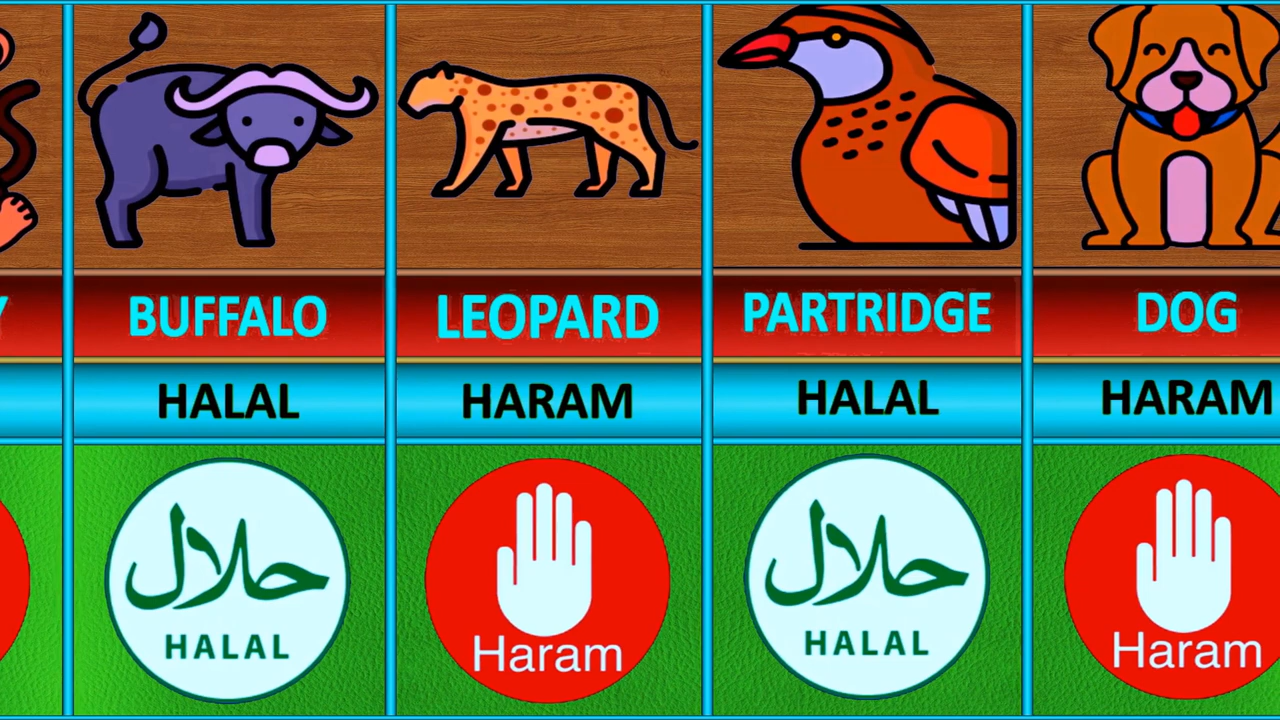 Y
BUFFALO
LEOPARD
PARTRIDGE
DOG
HALAL
HARAM
HALAL
HARAM
حلال
HALAL
Haram
حلال
HALAL
Haram